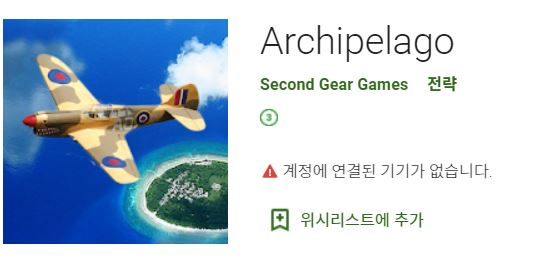 Archipelago
Second Gear Games 전략
3
계정에 연결된 기기가 없습니다.
위시리스트에 추가